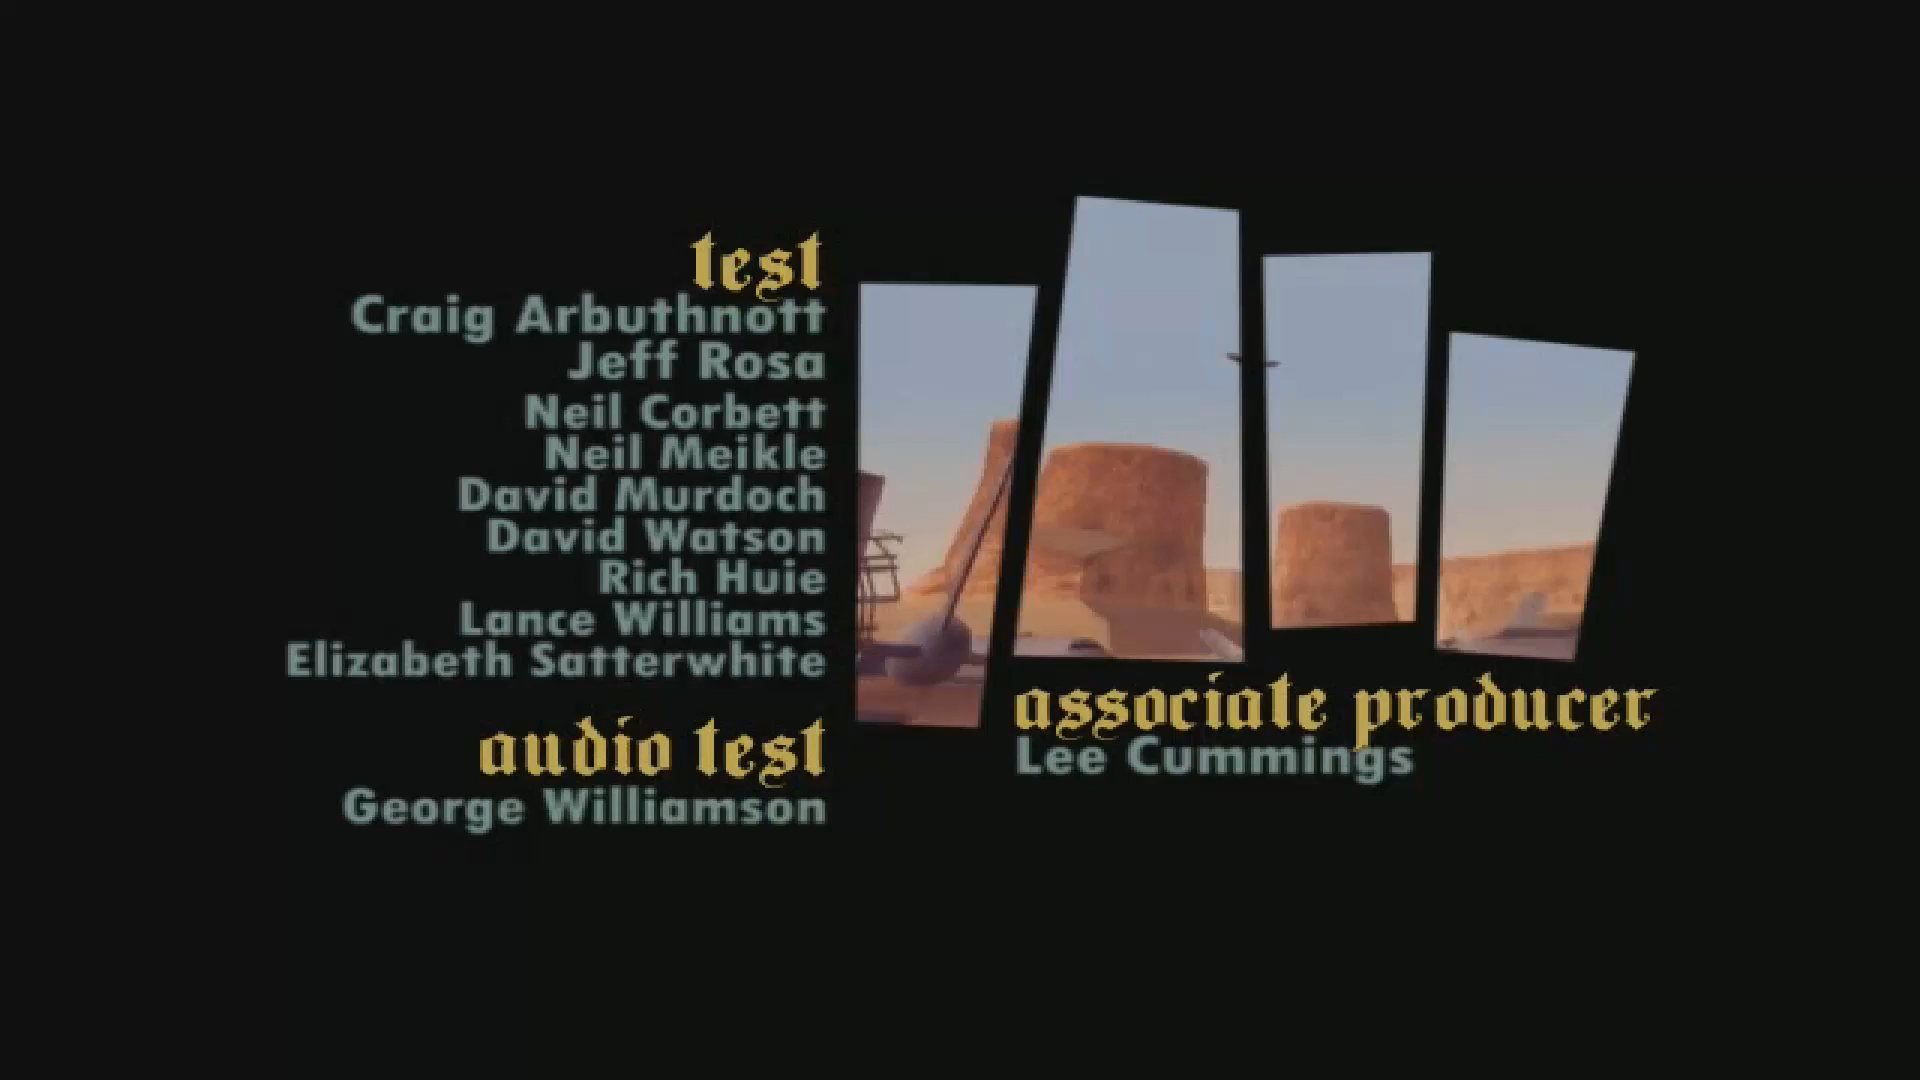 test
Craig Arbuthnott
Jeff Rosa
Neil Corbett
Neil Meikle
David Murdoch
David Watson
Rich Huie
Lance Williams
Elizabeth Satterwhite
audio test
George Williamson
associate producer
Lee Cummings